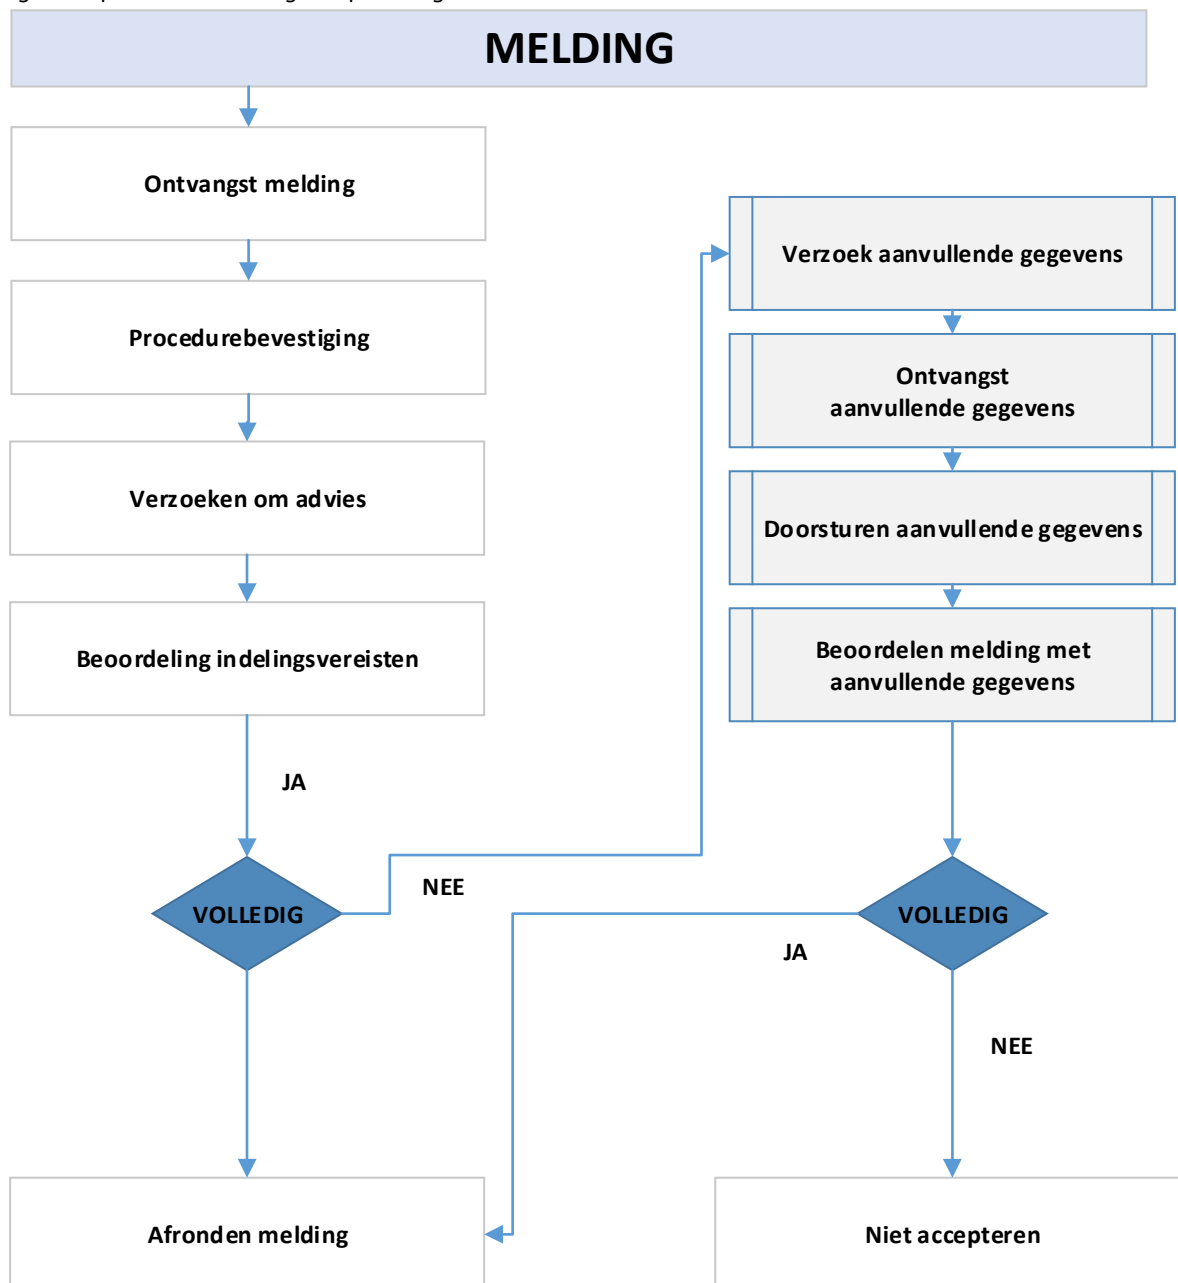 MELDING
Ontvangst melding
Procedurebevestiging
Verzoeken om advies
Beoordeling indelingsvereisten
JA
VOLLEDIG
NEE
Verzoek aanvullende gegevens
Ontvangst
aanvullende gegevens
Doorsturen aanvullende gegevens
Beoordelen melding met
aanvullende gegevens
VOLLEDIG
JA
NEE
Afronden melding
Niet accepteren